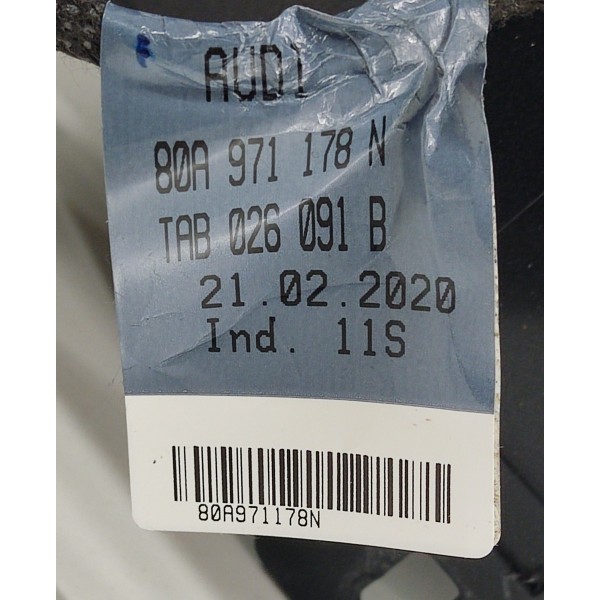 AUDI
80A 971 178 N
TAB 026 091 B
21.02.2020
Ind. 11S
80A971178N